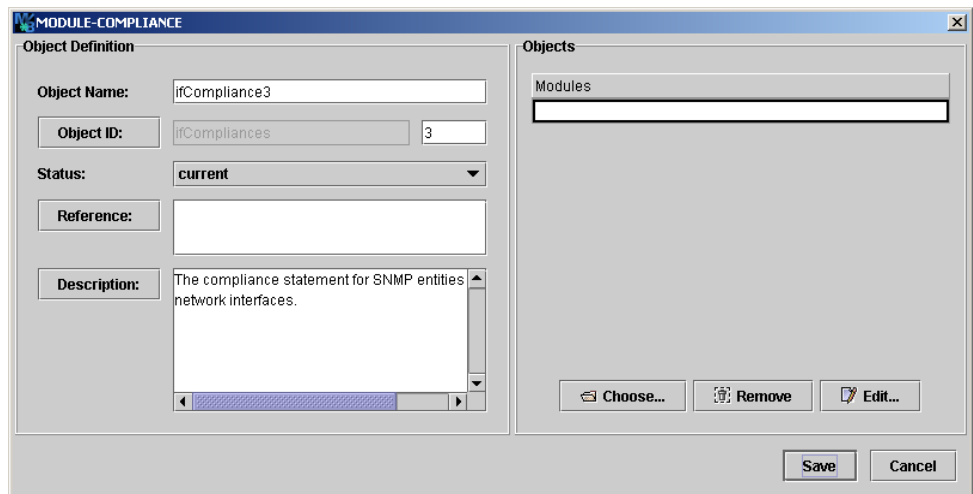 MODULE-COMPLIANCE
Object Definition
Object Name:
ifCompliance3
Object ID:
ifCompliances
3
Status:
current
Reference:
Description:
The compliance statement for SNMP entities
network interfaces.
Objects
Modules
Choose...
Remove
Edit...
Save
Cancel